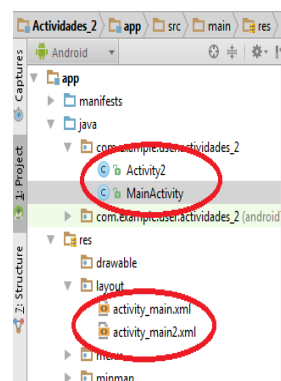 Actividades_2 app src main res
Android
app
manifests
java
com.example.user.actividades_2
Activity2
MainActivity
com.example.user.actividades_2 (android
res
drawable
layout
activity_main.xml
activity_main2.xml
menu
mipmap
Captures
1: Project
Z: Structure